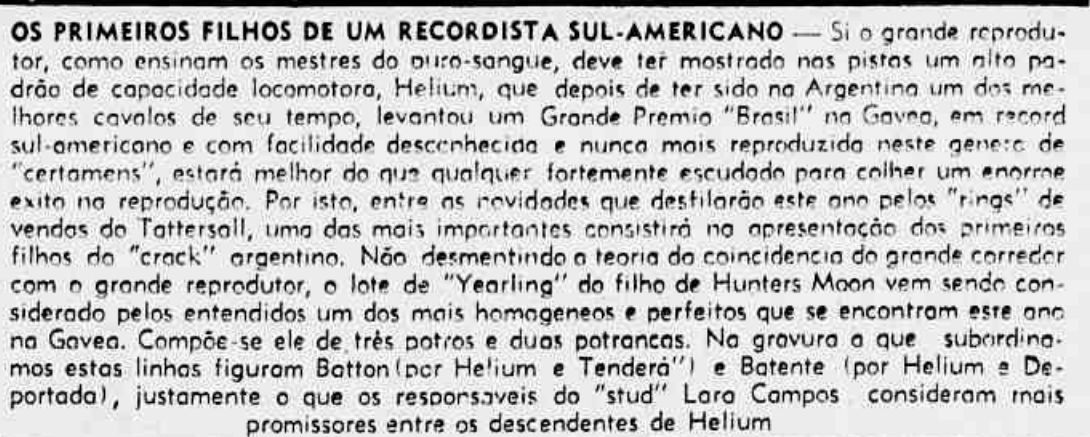 OS PRIMEIROS FILHOS DE UM RECORDISTA SUL-AMERICANO — Si o grande reprodu-
tor, como ensinam os mestres do puro-sangue, deve ter mostrado nas pistas um alto pa-
drão de capacidade locomotora, Helium, que depois de ter sido na Argentina um dos me-
lhores cavalos de seu tempo, levantou um Grande Premio "Brasil" na Gavea, em record
sul-americano e com facilidade desconhecida e nunca mais reproduzida neste genero de
"certamens", estará melhor do que qualquer fortemente escudado para colher um enorme
exito na reprodução. Por isto, entre as novidades que desfilarão este ano pelos "rings" de
vendas do Tattersall, uma das mais importantes consistirá na apresentação dos primeiros
filhos do "crack" argentino. Não desmentindo a teoria da coincidencia do grande corredor
com o grande reprodutor, o lote de "Yearling" do filho de Hunters Moon vem sendo con-
siderado pelos entendidos um dos mais homogeneos e perfeitos que se encontram este ano
na Gavea. Compõe-se ele de três potros e duas potrancas. Na gravura a que subordina-
mos estas linhas figuram Batton (por Helium e Tenderá") e Batente (por Helium e De-
portada), justamente o que os responsaveis do "stud" Lara Campos consideram mais
promissores entre os descendentes de Helium